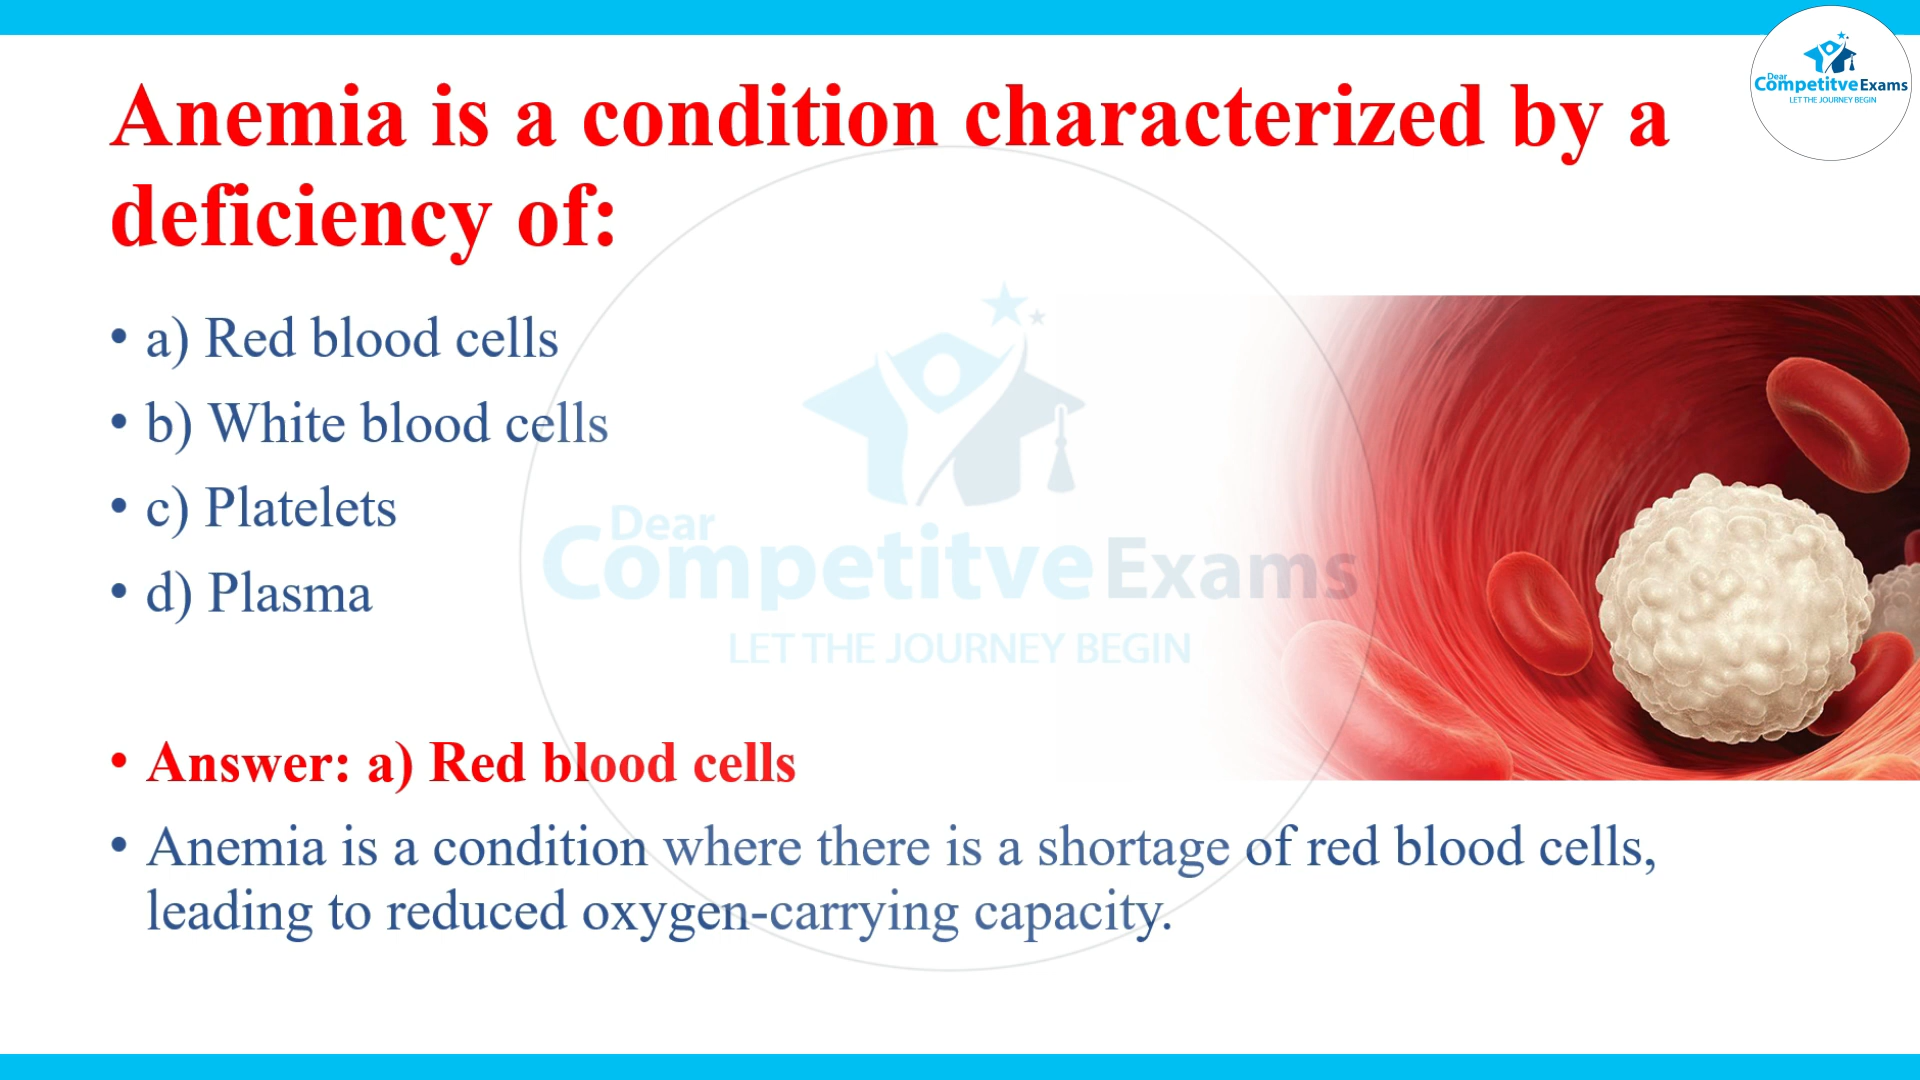 Dear
CompetitveExams
LET THE JOURNEY BEGIN
Anemia is a condition characterized by a
deficiency of:
• a) Red blood cells
• b) White blood cells
• c) Platelets
• d) Plasma
Dear
CompetitveExams
LET THE JOURNEY BEGIN
• Answer: a) Red blood cells
• Anemia is a condition where there is a shortage of red blood cells,
leading to reduced oxygen-carrying capacity.